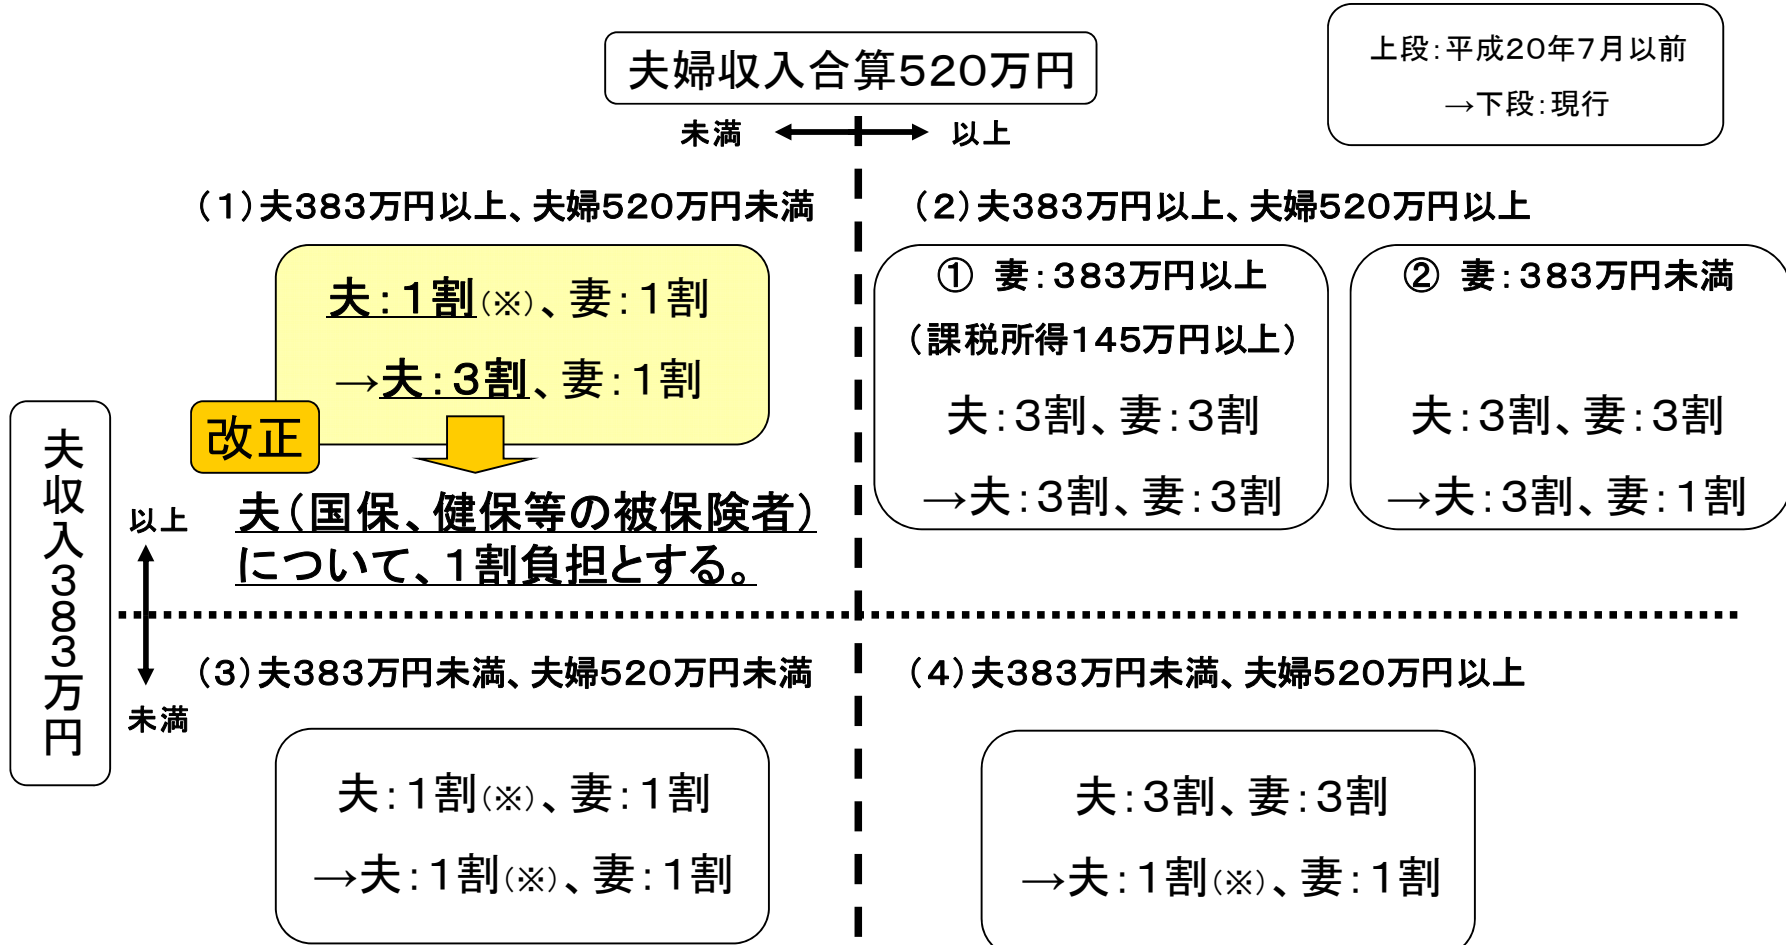 夫婦収入合算520万円
上段：平成20年7月以前
→下段：現行
未満
以上
（1）夫383万円以上、夫婦520万円未満
夫：1割（※）、妻：1割
→夫：3割、妻：1割
改正
夫（国保、健保等の被保険者）
について、1割負担とする。
（2）夫383万円以上、夫婦520万円以上
① 妻：383万円以上
（課税所得145万円以上）
夫：3割、妻：3割
→夫：3割、妻：3割
② 妻：383万円未満
夫：3割、妻：3割
→夫：3割、妻：1割
夫収入383万円
以上
未満
（3）夫383万円未満、夫婦520万円未満
夫：1割（※）、妻：1割
→夫：1割（※）、妻：1割
（4）夫383万円未満、夫婦520万円以上
夫：3割、妻：3割
→夫：1割（※）、妻：1割